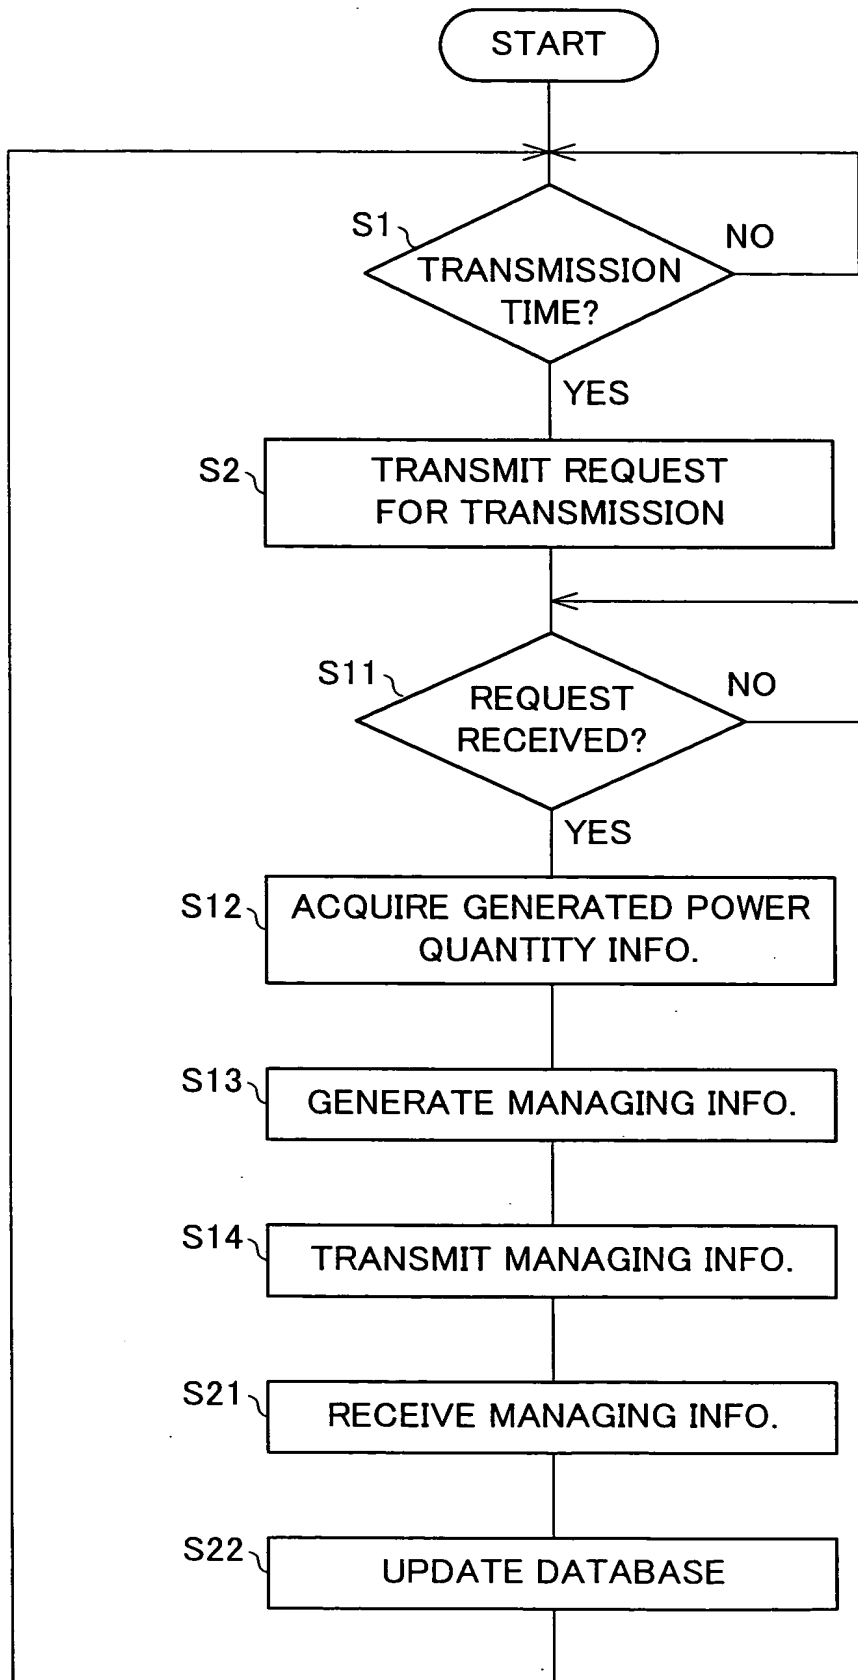 START
S1
NO
TRANSMISSION
TIME?
YES
S2
TRANSMIT REQUEST
FOR TRANSMISSION
S11
NO
REQUEST
RECEIVED?
YES
S12
ACQUIRE GENERATED POWER
QUANTITY INFO.
S13
GENERATE MANAGING INFO.
S14
TRANSMIT MANAGING INFO.
S21
RECEIVE MANAGING INFO.
S22
UPDATE DATABASE